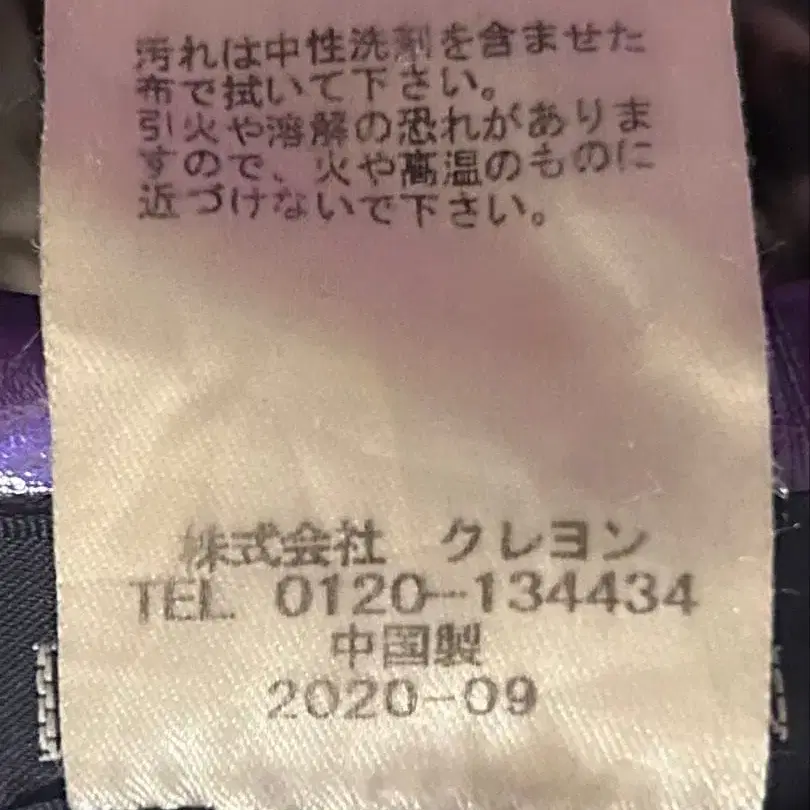 汚れは中性洗剤を含ませた
布で拭いて下さい。
引火や溶解の恐れがありま
すので、火や高温のものに
近づけないで下さい。
株式会社 クレヨン
TEL 0120-134434
中国製
2020-09